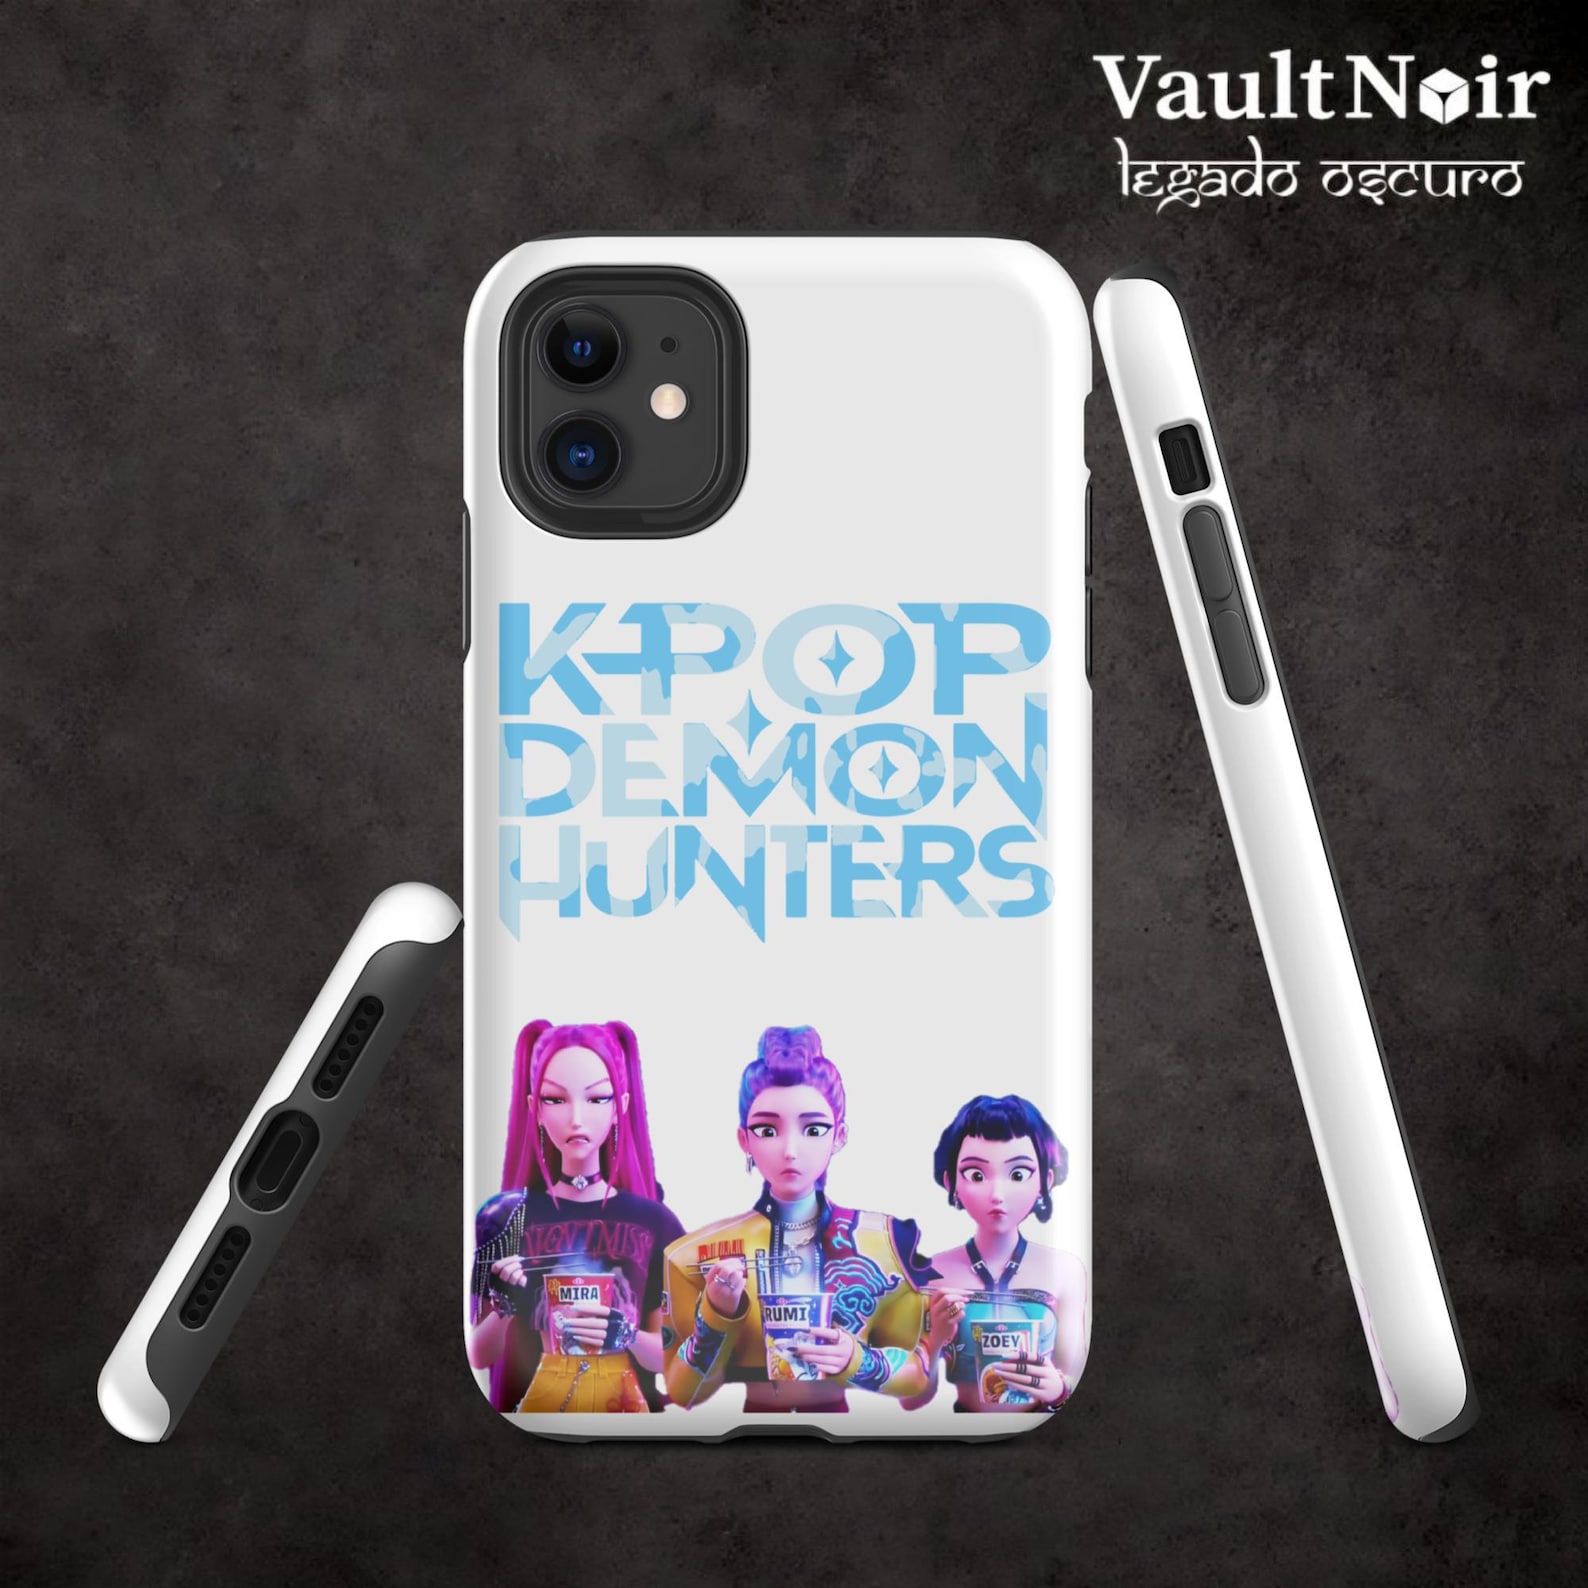 VaultNoir
legado oscuro
K-POP
DEMON
HUNTERS
MIRA
RUMI
ZOEY